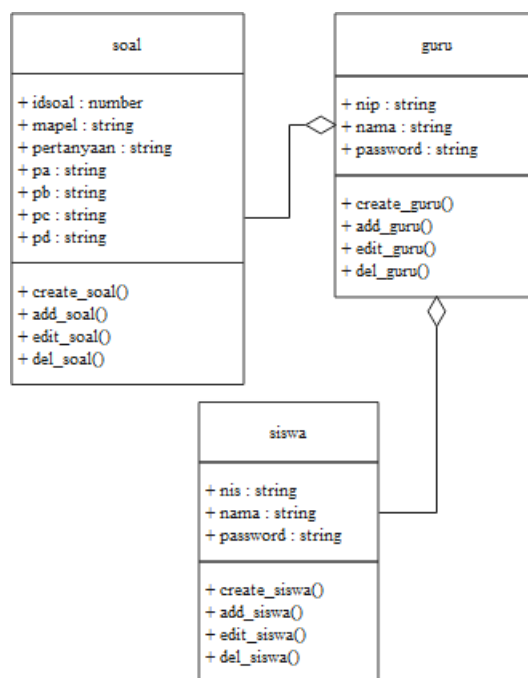 soal
+ idsoal : number
+ mapel : string
+ pertanyaan : string
+ pa : string
+ pb : string
+ pc : string
+ pd : string
+ create_soal()
+ add_soal()
+ edit_soal()
+ del_soal()
guru
+ nip : string
+ nama : string
+ password : string
+ create_guru()
+ add_guru()
+ edit_guru()
+ del_guru()
siswa
+ nis : string
+ nama : string
+ password : string
+ create_siswa()
+ add_siswa()
+ edit_siswa()
+ del_siswa()